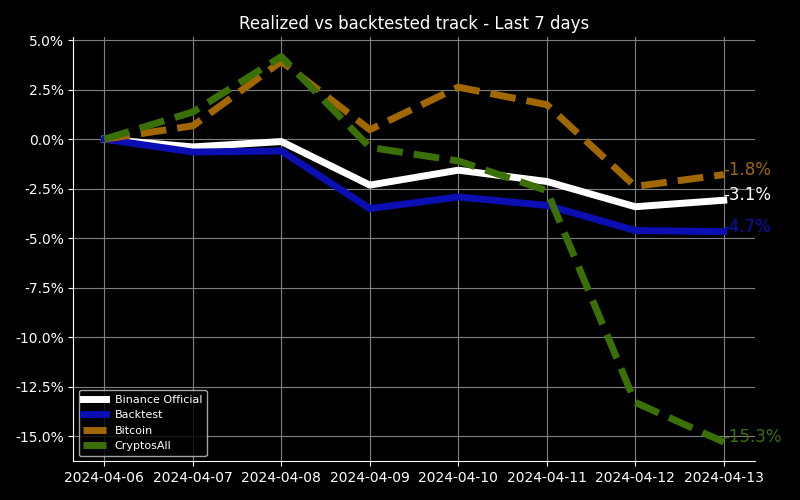 Realized vs backtested track - Last 7 days
5.0%
2.5%
0.0%
-2.5%
-5.0%
-7.5%
-10.0%
-12.5%
-15.0%
-1.8%
-3.1%
-4.7%
-15.3%
Binance Official
Backtest
Bitcoin
CryptosAll
2024-04-06 2024-04-07 2024-04-08 2024-04-09 2024-04-10 2024-04-11 2024-04-12 2024-04-13